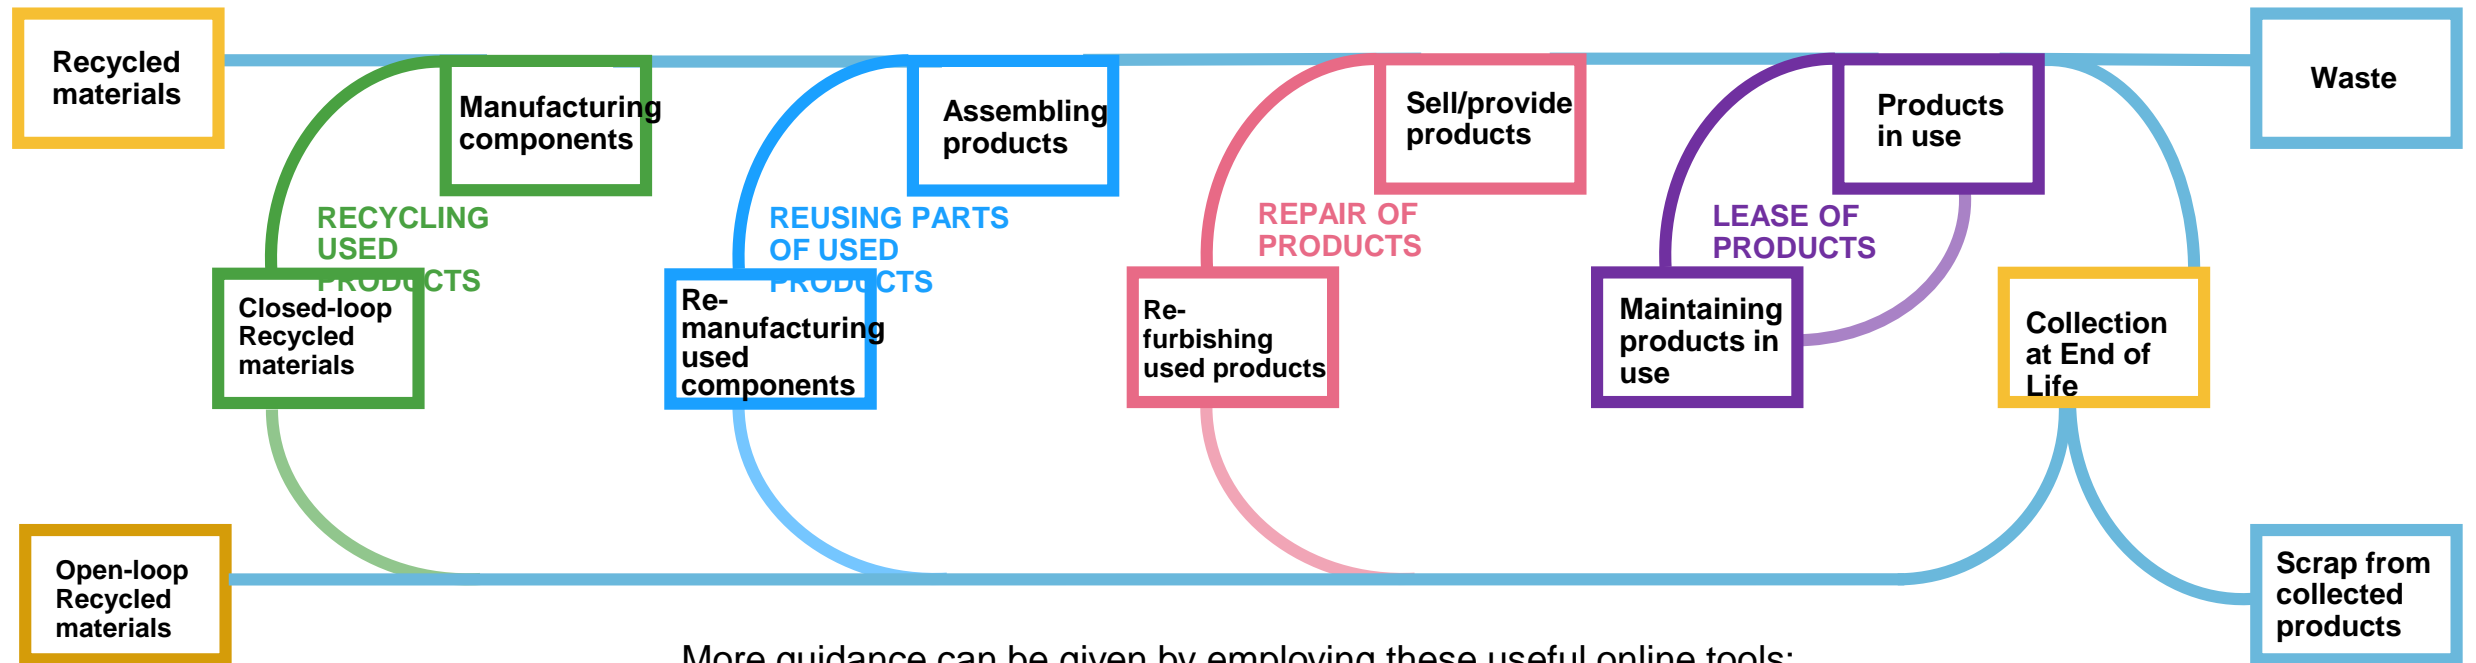 Recycled
materials
Manufacturing
components
Assembling
products
Sell/provide
products
Products
in use
Waste
RECYCLING
USED
PRODUCTS
REUSING PARTS
OF USED
PRODUCTS
REPAIR OF
PRODUCTS
LEASE OF
PRODUCTS
Closed-loop
Recycled
materials
Re-
manufacturing
used
components
Re-
furbishing
used products
Maintaining
products in
use
Collection
at End of
Life
Open-loop
Recycled
materials
Scrap from
collected
products
More guidance can be given by employing these useful online tools: